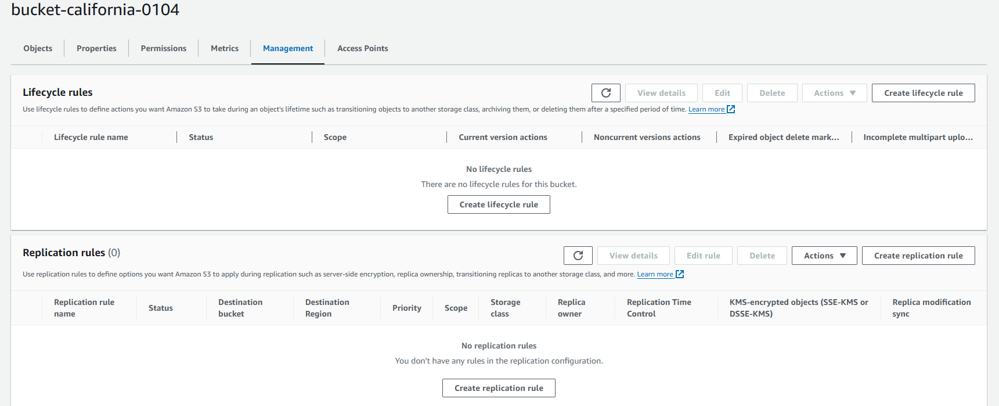 bucket-california-0104
Objects Properties Permissions Metrics Management Access Points
Lifecycle rules View details Edit Delete Actions Create lifecycle rule
Use lifecycle rules to define actions you want Amazon S3 to take during an object's lifetime such as transitioning objects to another storage class, archiving them, or deleting them after a specified period of time. Learn more
Lifecycle rule name Status Scope Current version actions Noncurrent versions actions Expired object delete mark... Incomplete multipart uplo...
No lifecycle rules
There are no lifecycle rules for this bucket.
Create lifecycle rule
Replication rules (0) View details Edit rule Delete Actions Create replication rule
Use replication rules to define options you want Amazon S3 to apply during replication such as server-side encryption, replica ownership, transitioning replicas to another storage class, and more. Learn more
Replication rule name Status Destination bucket Destination Region Priority Scope Storage class Replica owner Replication Time Control KMS-encrypted objects (SSE-KMS or DSSE-KMS) Replica modification sync
No replication rules
You don't have any rules in the replication configuration.
Create replication rule